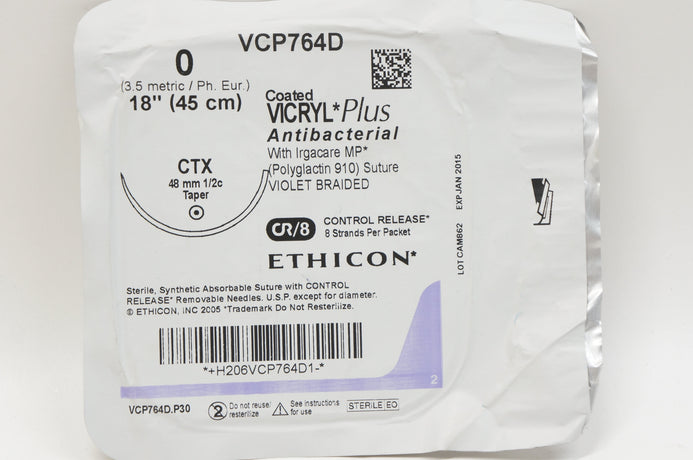 VCP764D
0
(3.5 metric / Ph. Eur.)
18" (45 cm)
Coated
VICRYL* Plus
Antibacterial
With Irgacare MP*
(Polyglactin 910) Suture
VIOLET BRAIDED
CTX
48 mm 1/2c
Taper
CR/8
CONTROL RELEASE*
8 Strands Per Packet
ETHICON*
LOT CAM862 EXP JAN 2015
Sterile, Synthetic Absorbable Suture with CONTROL
RELEASE* Removable Needles. U.S.P. except for diameter.
© ETHICON, INC 2005 *Trademark Do Not Resterilize.
*+H206VCP764D1-*
2
VCP764D.P30
2
Do not reuse/
resterilize
See instructions
for use
STERILE EO